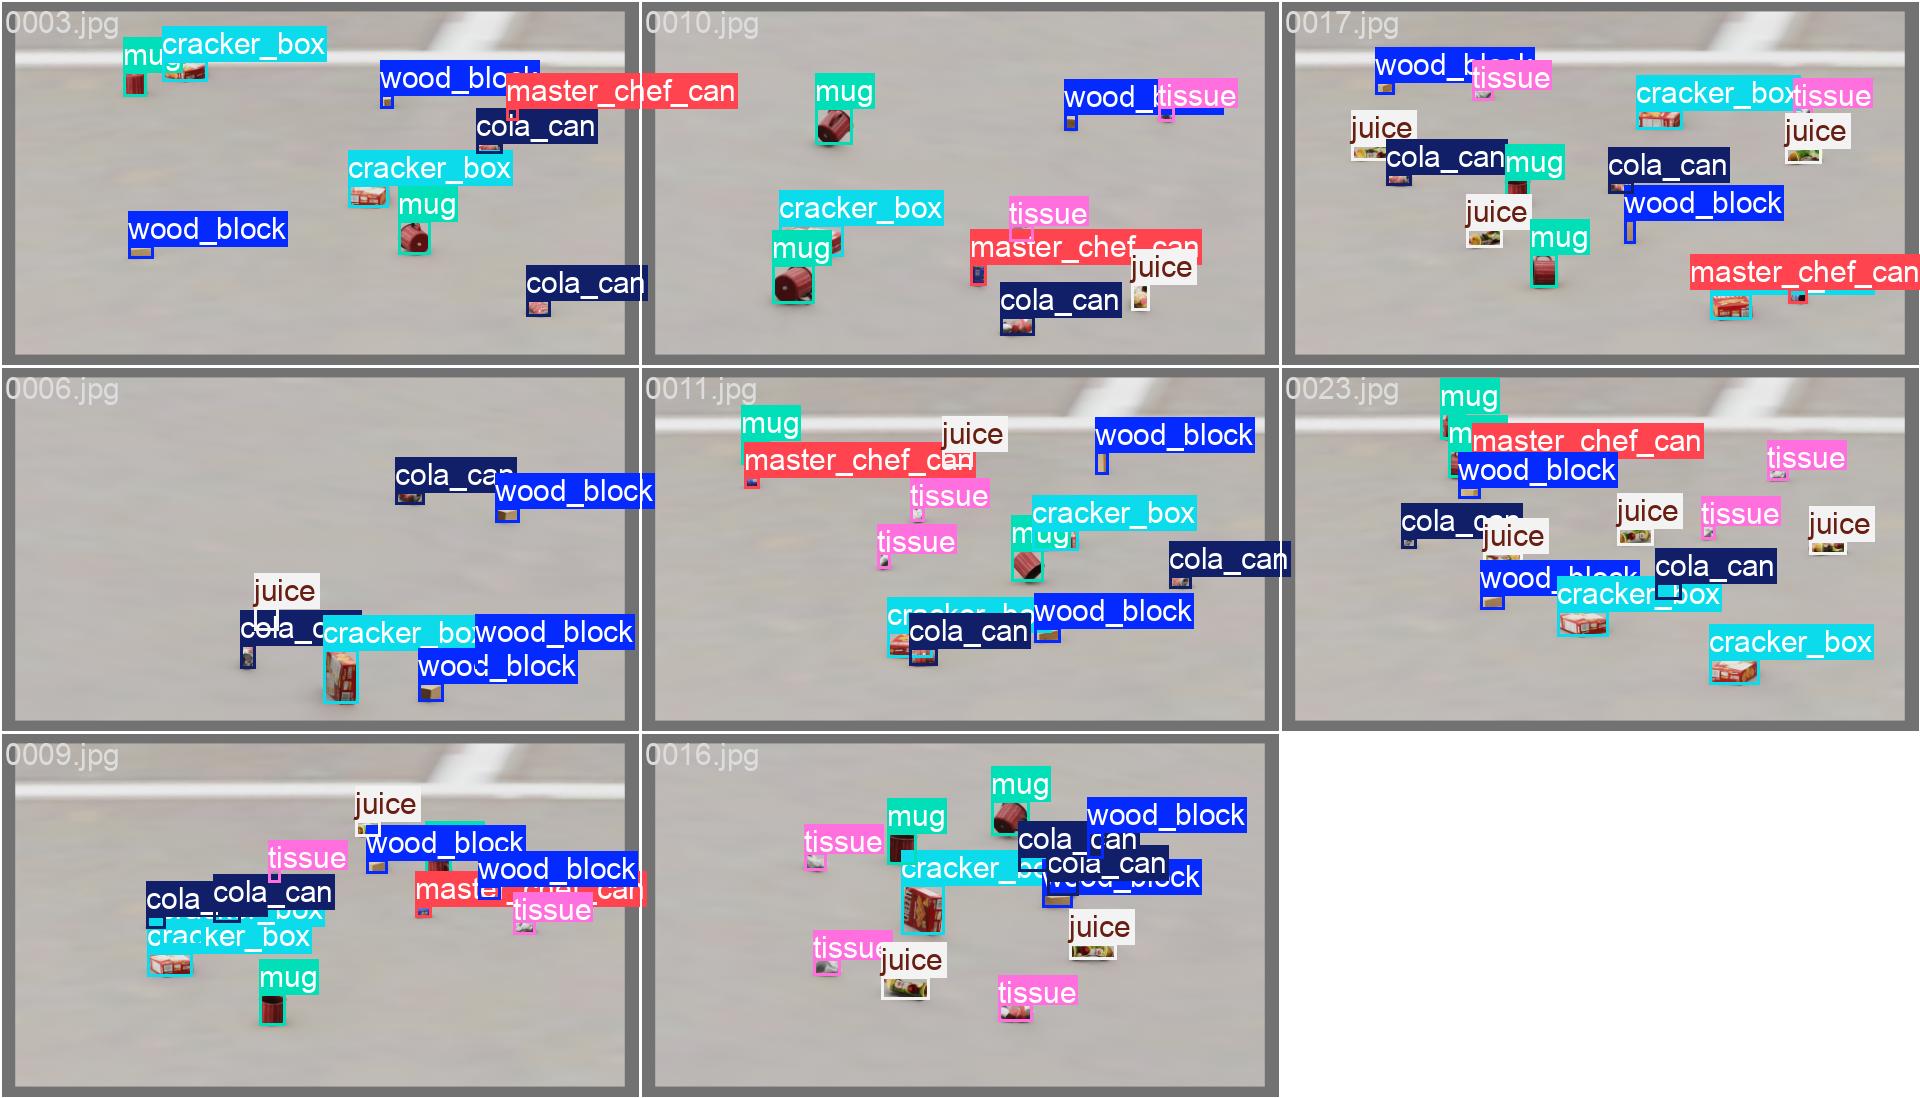 0003.jpg
mug
cracker_box
wood_block
master_chef_can
cola_can
cracker_box
mug
wood_block
cola_can
0010.jpg
mug
wood_b
tissue
cracker_box
tissue
mug
master_chef_can
juice
cola_can
0017.jpg
wood_block
tissue
cracker_box
tissue
juice
juice
cola_can
mug
cola_can
wood_block
juice
mug
master_chef_can
0006.jpg
cola_can
wood_block
juice
cola_c
cracker_box
wood_block
wood_block
0011.jpg
mug
juice
wood_block
master_chef_can
tissue
cracker_box
mug
tissue
cola_can
cracker_bo
wood_block
cola_can
0023.jpg
mug
m
master_chef_can
tissue
wood_block
cola_can
juice
tissue
juice
juice
cola_can
wood_block
cracker_box
cracker_box
0009.jpg
juice
wood_block
tissue
wood_block
cola_
cola_can
master_chef_can
tissue
cracker_box
mug
0016.jpg
mug
mug
wood_block
tissue
cola_can
cola_can
cracker_bo
wood_block
juice
tissue
juice
tissue